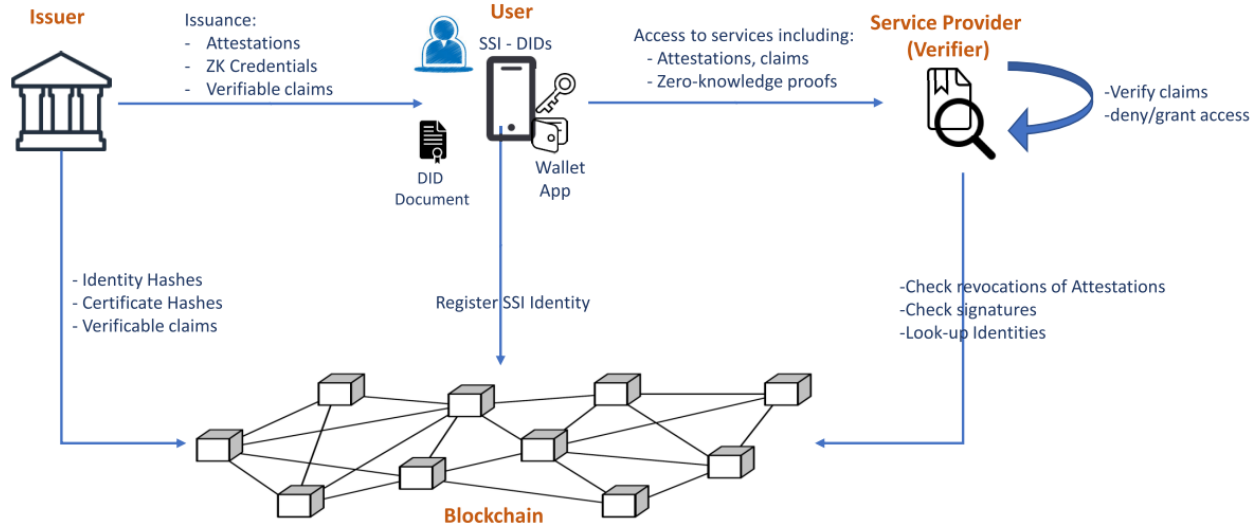 Issuer
Issuance:
- Attestations
- ZK Credentials
- Verifiable claims
User
SSI - DIDs
DID
Document
Wallet
App
Access to services including:
- Attestations, claims
- Zero-knowledge proofs
Service Provider
(Verifier)
-Verify claims
-deny/grant access
- Identity Hashes
- Certificate Hashes
- Verificable claims
Register SSI Identity
-Check revocations of Attestations
-Check signatures
-Look-up Identities
Blockchain